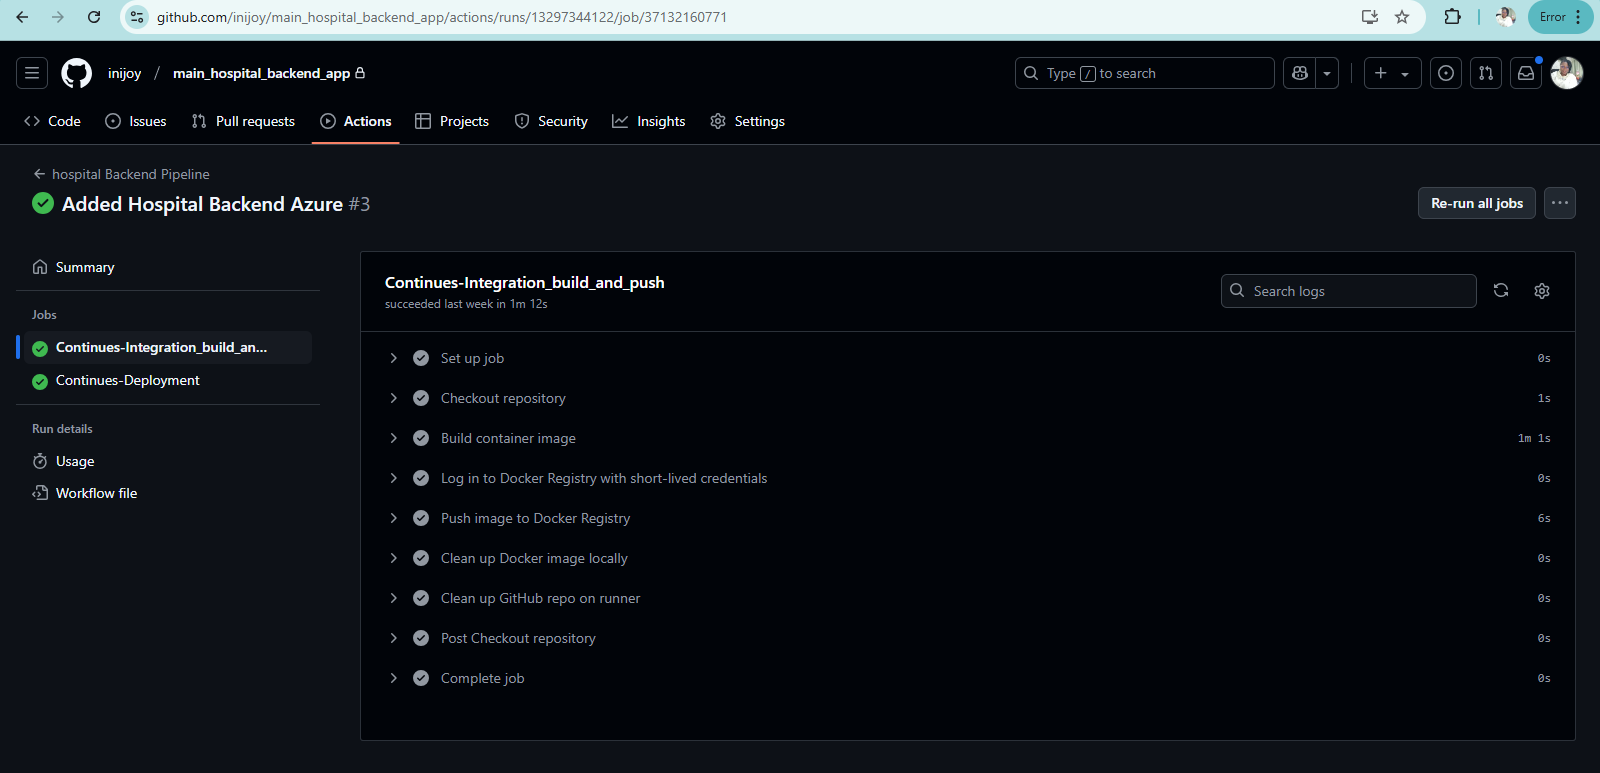 github.com/inijoy/main_hospital_backend_app/actions/runs/13297344122/job/37132160771
Error
inijoy / main_hospital_backend_app
Type / to search
Code
Issues
Pull requests
Actions
Projects
Security
Insights
Settings
hospital Backend Pipeline
Added Hospital Backend Azure #3
Re-run all jobs
Summary
Jobs
Continues-Integration_build_an...
Continues-Deployment
Run details
Usage
Workflow file
Continues-Integration_build_and_push
succeeded last week in 1m 12s
Search logs
Set up job 0s
Checkout repository 1s
Build container image 1m 1s
Log in to Docker Registry with short-lived credentials 0s
Push image to Docker Registry 6s
Clean up Docker image locally 0s
Clean up GitHub repo on runner 0s
Post Checkout repository 0s
Complete job 0s